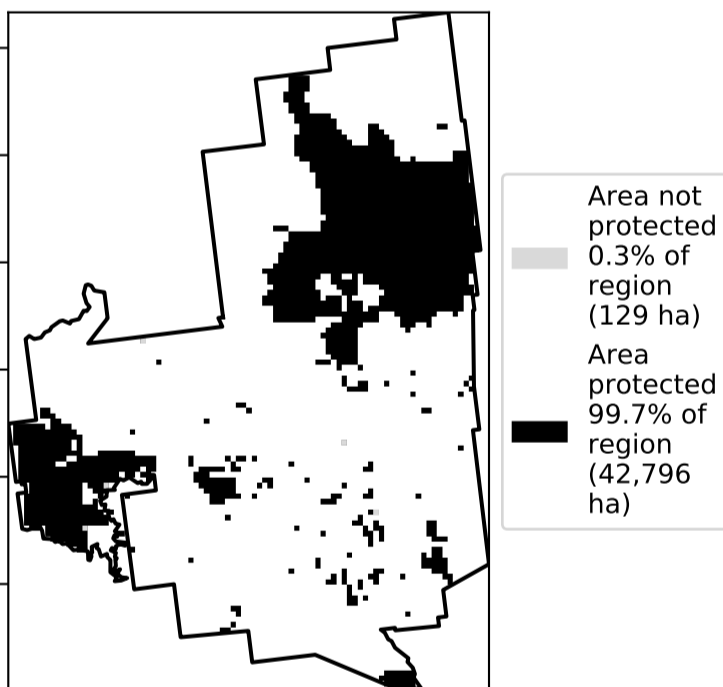 Area not
protected
0.3% of
region
(129 ha)
Area
protected
99.7% of
region
(42,796
ha)